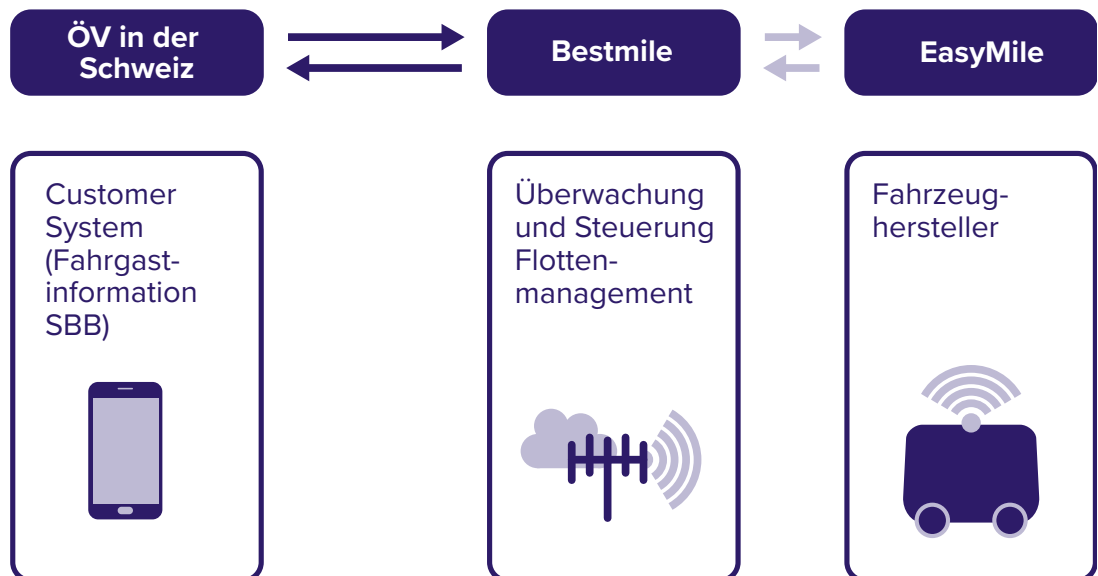 ÖV in der
Schweiz
Bestmile
EasyMile
Customer
System
(Fahrgast-
information
SBB)
Überwachung
und Steuerung
Flotten-
management
Fahrzeug-
hersteller